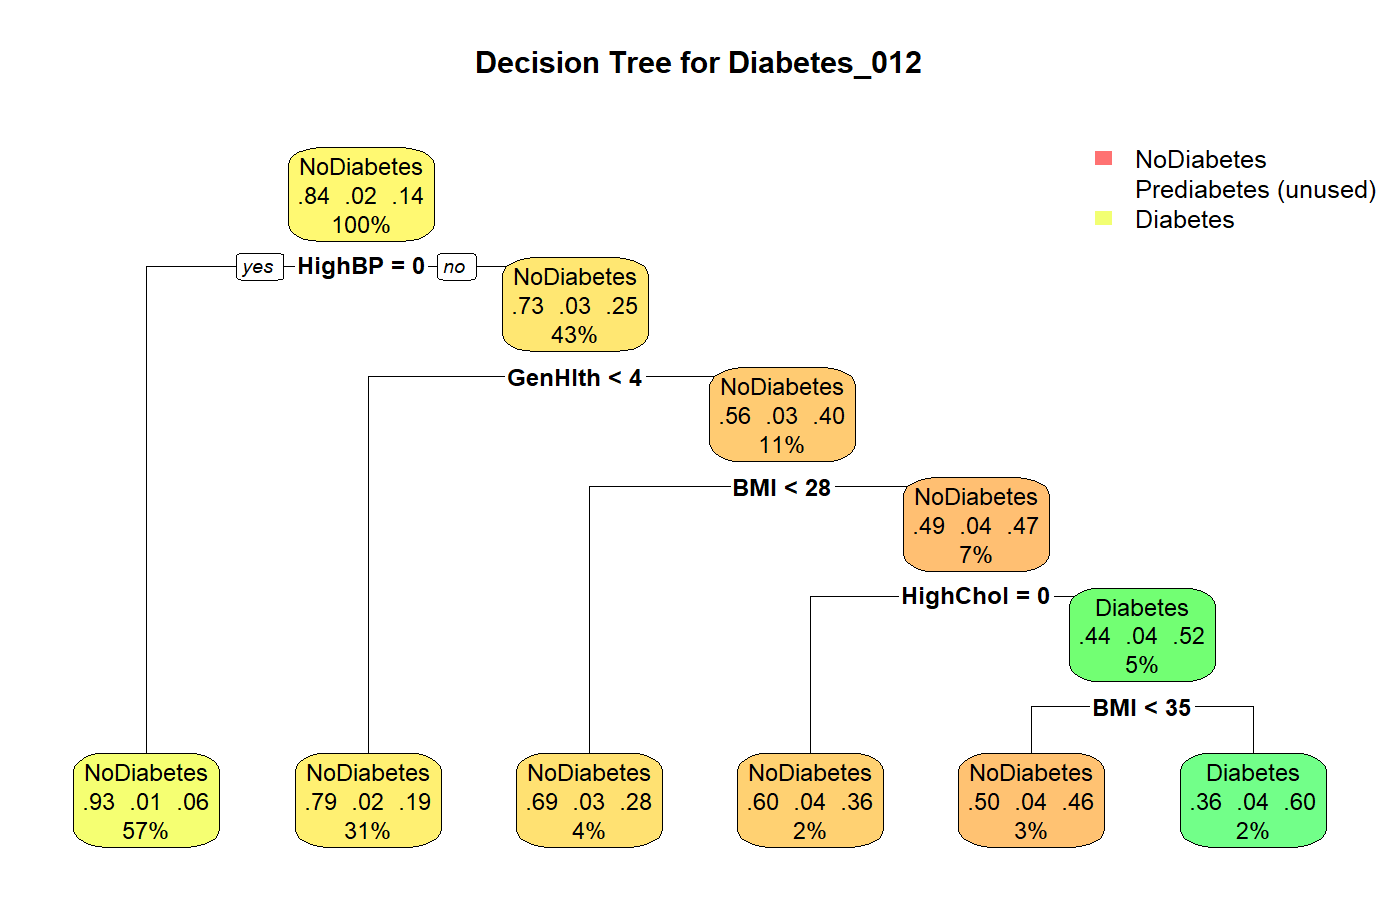 Decision Tree for Diabetes_012
NoDiabetes
Prediabetes (unused)
Diabetes
NoDiabetes
.84 .02 .14
100%
yes HighBP = 0 no
NoDiabetes
.73 .03 .25
43%
GenHlth < 4
NoDiabetes
.56 .03 .40
11%
BMI < 28
NoDiabetes
.49 .04 .47
7%
HighChol = 0
Diabetes
.44 .04 .52
5%
BMI < 35
NoDiabetes
.93 .01 .06
57%
NoDiabetes
.79 .02 .19
31%
NoDiabetes
.69 .03 .28
4%
NoDiabetes
.60 .04 .36
2%
NoDiabetes
.50 .04 .46
3%
Diabetes
.36 .04 .60
2%